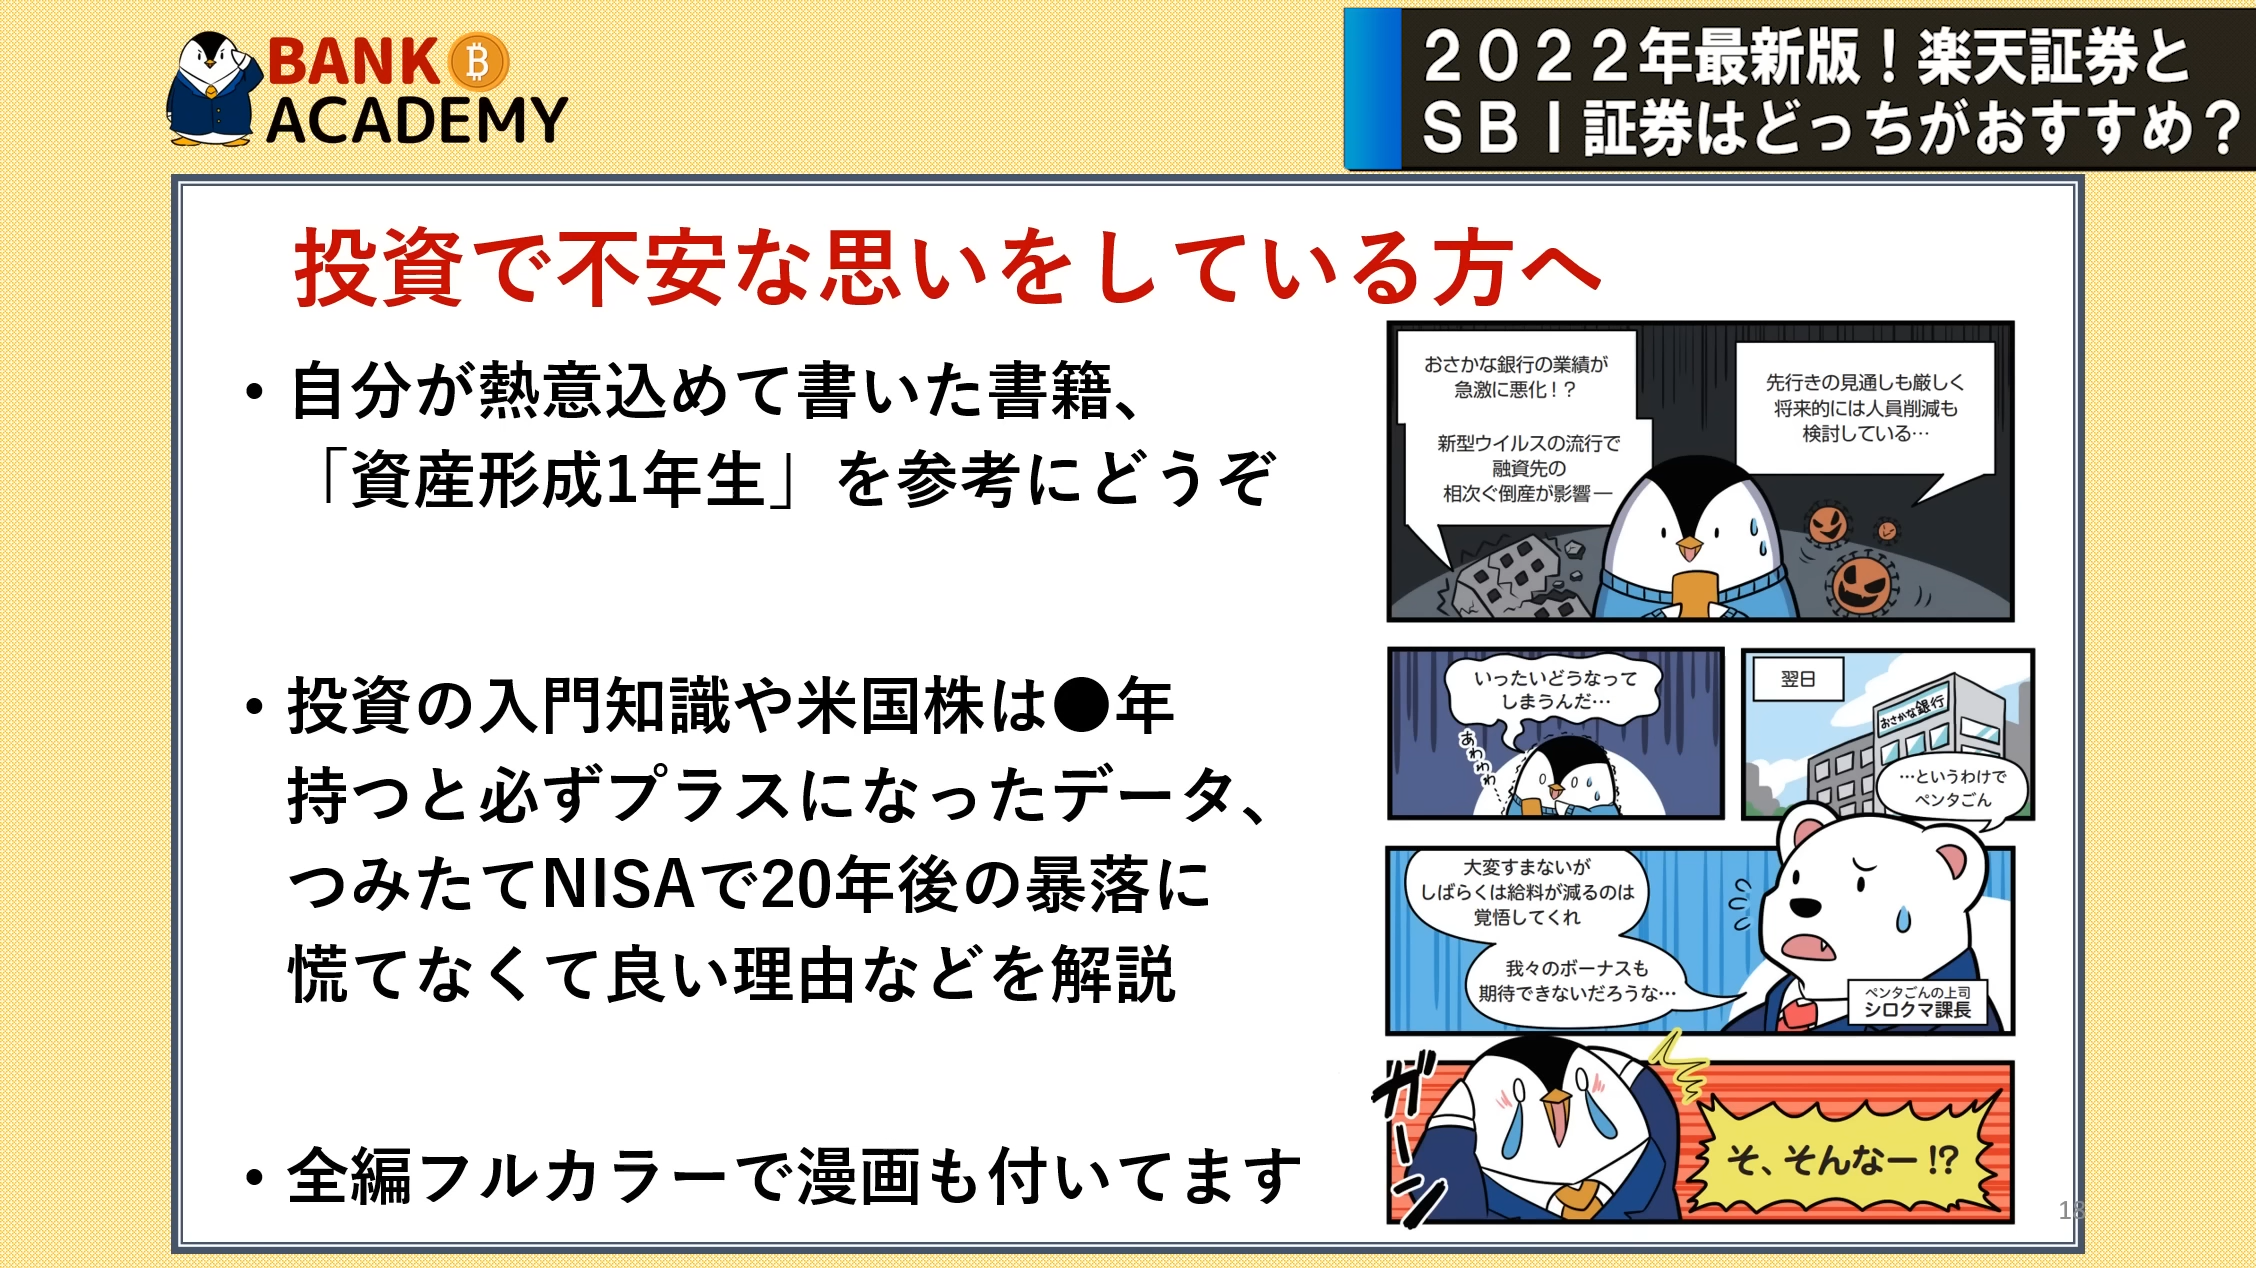 BANK
ACADEMY
２０２２年最新版！楽天証券と
ＳＢＩ証券はどっちがおすすめ？
投資で不安な思いをしている方へ
• 自分が熱意込めて書いた書籍、
「資産形成1年生」を参考にどうぞ
• 投資の入門知識や米国株は●年
持つと必ずプラスになったデータ、
つみたてNISAで20年後の暴落に
慌てなくて良い理由などを解説
• 全編フルカラーで漫画も付いてます
おさかな銀行の業績が
急激に悪化！？
新型ウイルスの流行で
融資先の
相次ぐ倒産が影響―
先行きの見通しも厳しく
将来的には人員削減も
検討している…
いったいどうなって
しまうんだ…
あわわわ
翌日
おさかな銀行
…というわけで
ペンタごん
大変すまないが
しばらくは給料が減るのは
覚悟してくれ
我々のボーナスも
期待できないだろうな…
ペンタごんの上司
シロクマ課長
ガーン
そ、そんなー!?
18